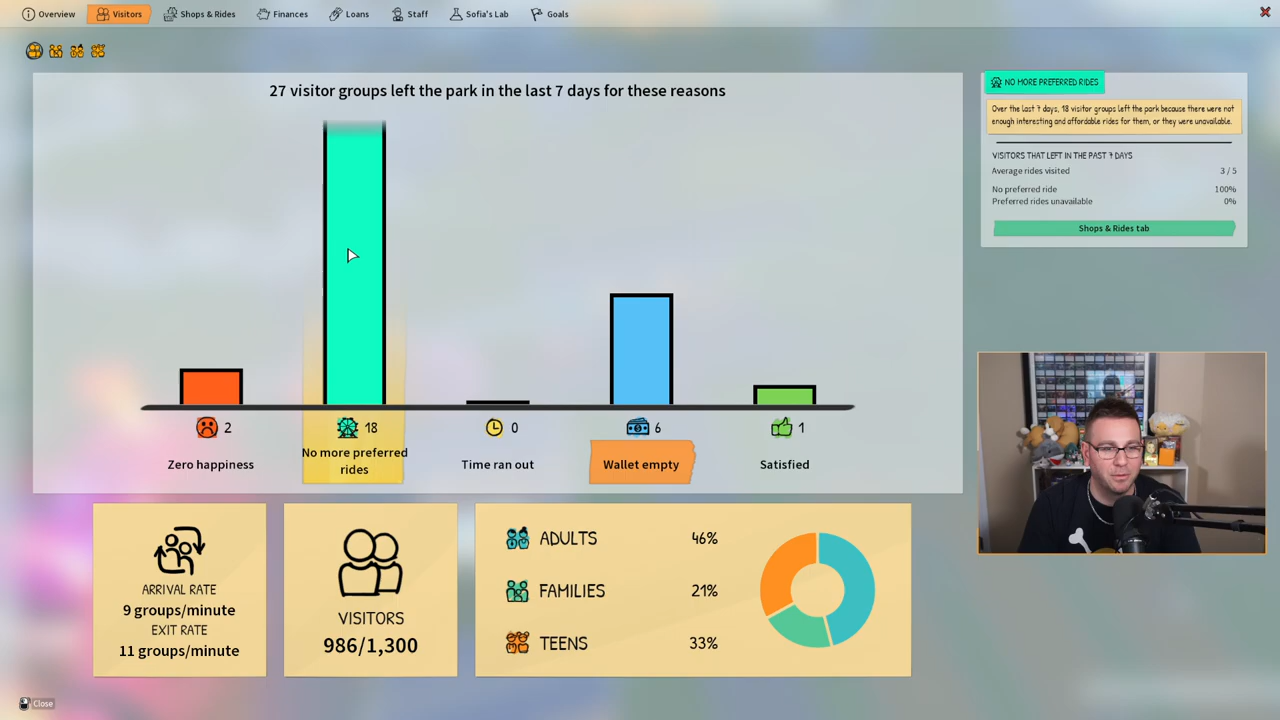 Overview
Visitors
Shops & Rides
Finances
Loans
Staff
Sofia's Lab
Goals
27 visitor groups left the park in the last 7 days for these reasons
2
Zero happiness
18
No more preferred
rides
0
Time ran out
6
Wallet empty
1
Satisfied
NO MORE PREFERRED RIDES
Over the last 7 days, 18 visitor groups left the park because there were not
enough interesting and affordable rides for them, or they were unavailable.
VISITORS THAT LEFT IN THE PAST 7 DAYS
Average rides visited 3 / 5
No preferred ride 100%
Preferred rides unavailable 0%
Shops & Rides tab
ARRIVAL RATE
9 groups/minute
EXIT RATE
11 groups/minute
VISITORS
986/1,300
ADULTS 46%
FAMILIES 21%
TEENS 33%
Close